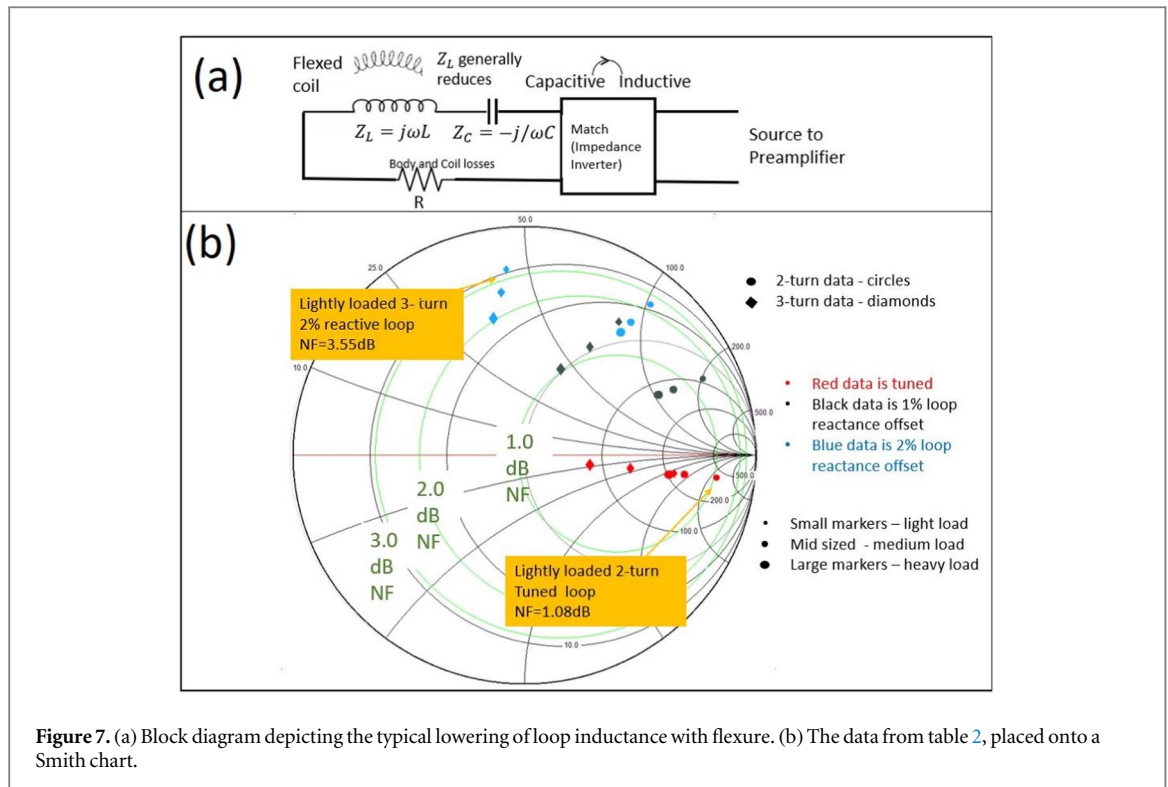 (a)
Flexed
coil
Z_L generally
reduces
Capacitive Inductive
Z_L = jωL
Z_C = −j/ωC
Match
(Impedance
Inverter)
Source to
Preamplifier
Body and Coil losses
R
(b)
50.0
25.0
100.0
10.0
200.0
500.0
500.0
200.0
100.0
10.0
Lightly loaded 3- turn
2% reactive loop
NF=3.55dB
1.0
dB
NF
2.0
dB
NF
3.0
dB
NF
Lightly loaded 2-turn
Tuned loop
NF=1.08dB
2-turn data - circles
3-turn data - diamonds
Red data is tuned
Black data is 1% loop
reactance offset
Blue data is 2% loop
reactance offset
Small markers – light load
Mid sized - medium load
Large markers – heavy load
Figure 7. (a) Block diagram depicting the typical lowering of loop inductance with flexure. (b) The data from table 2, placed onto a
Smith chart.